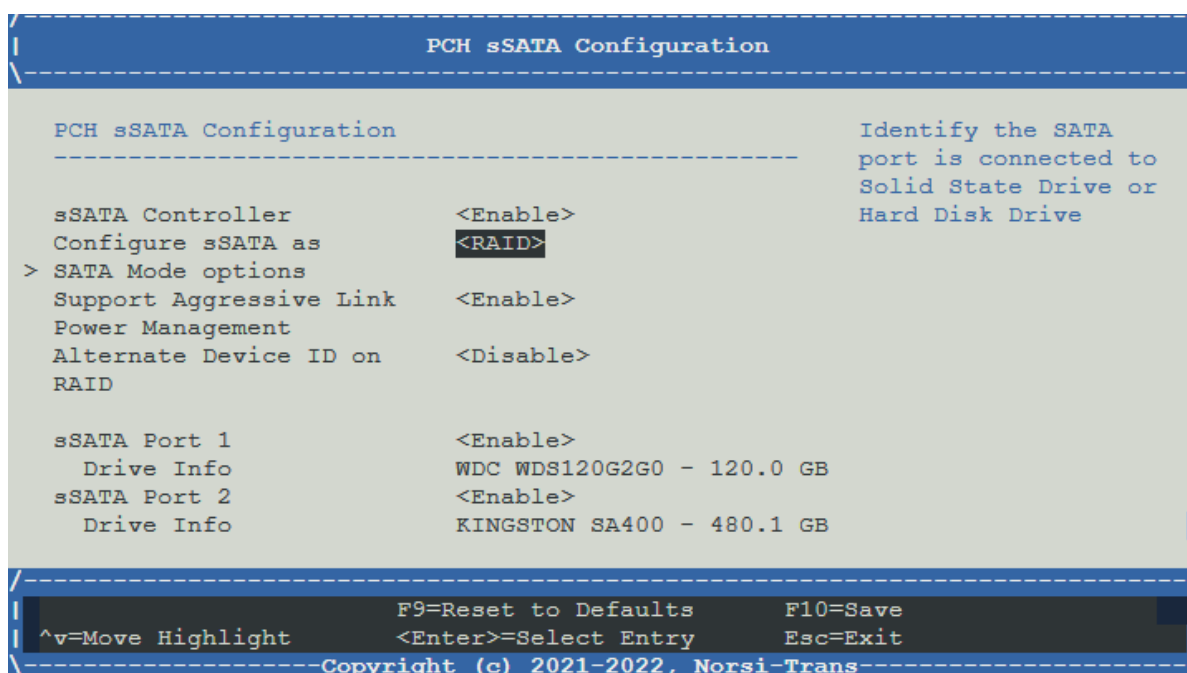 PCH sSATA Configuration
PCH sSATA Configuration
Identify the SATA
port is connected to
Solid State Drive or
Hard Disk Drive
sSATA Controller <Enable>
Configure sSATA as <RAID>
> SATA Mode options
Support Aggressive Link <Enable>
Power Management
Alternate Device ID on <Disable>
RAID
sSATA Port 1 <Enable>
Drive Info WDC WDS120G2G0 - 120.0 GB
sSATA Port 2 <Enable>
Drive Info KINGSTON SA400 - 480.1 GB
F9=Reset to Defaults F10=Save
^v=Move Highlight <Enter>=Select Entry Esc=Exit
Copyright (c) 2021-2022, Norsi-Trans